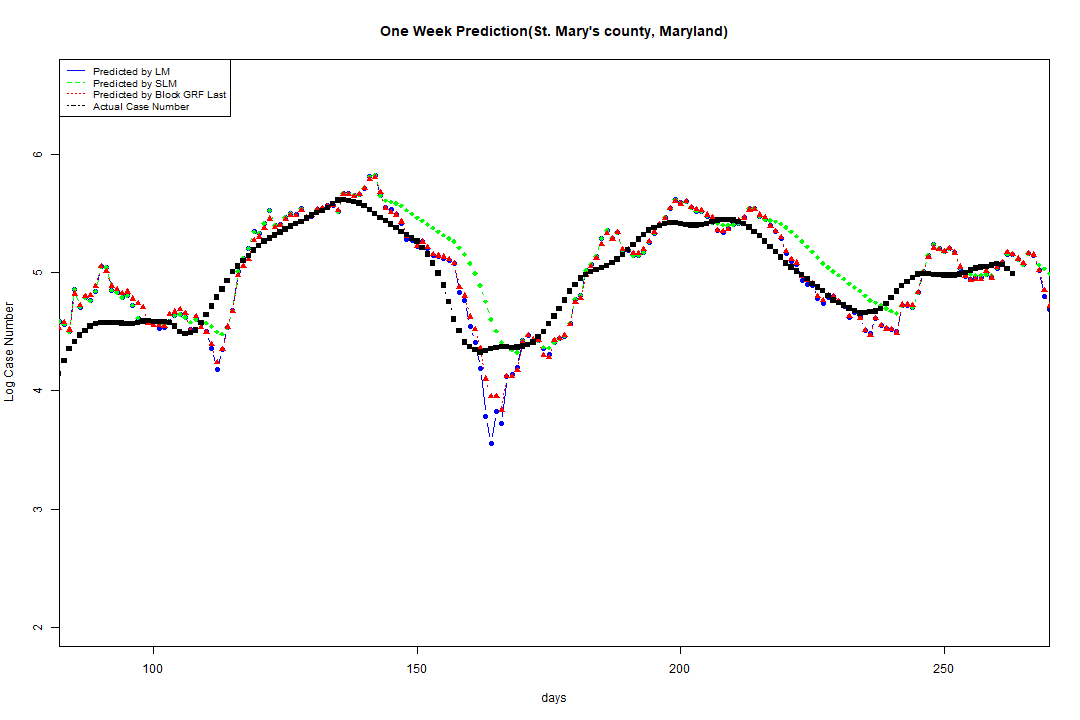 One Week Prediction(St. Mary's county, Maryland)
Predicted by LM
Predicted by SLM
Predicted by Block GRF Last
Actual Case Number
6
5
4
3
2
Log Case Number
100 150 200 250
days